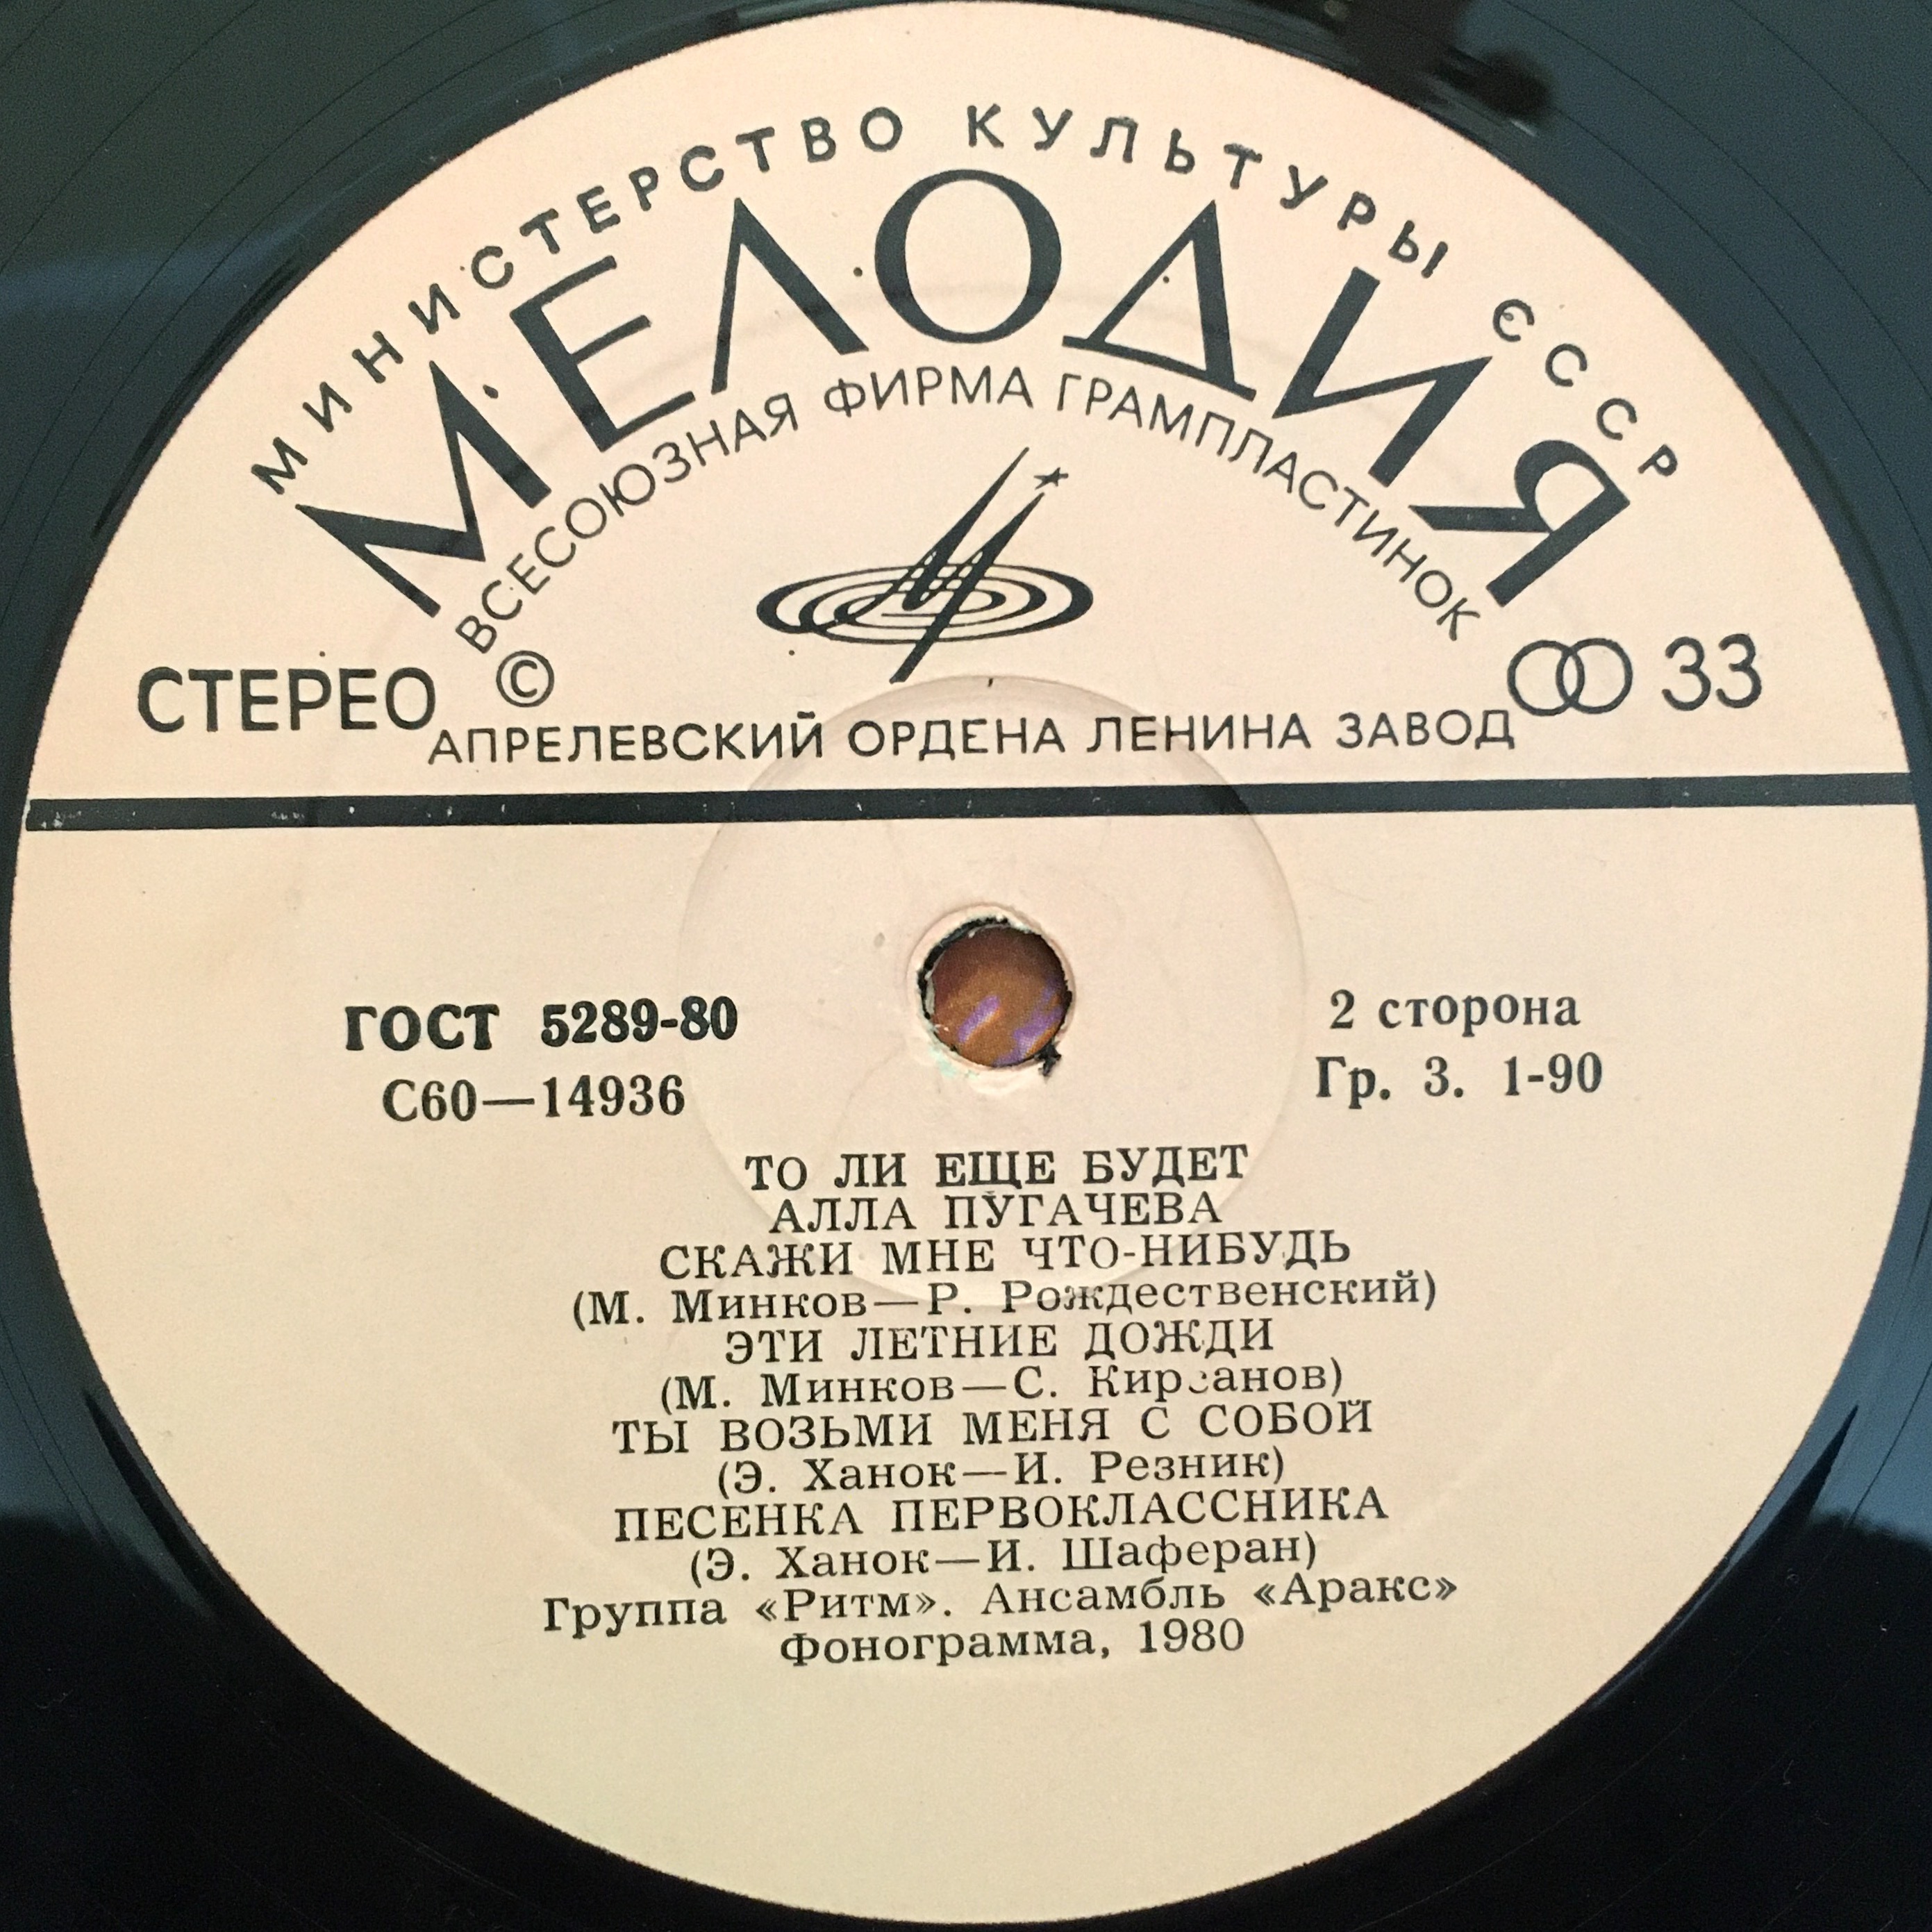 МИНИСТЕРСТВО КУЛЬТУРЫ СССР
МЕЛОДИЯ
ВСЕСОЮЗНАЯ ФИРМА ГРАМПЛАСТИНОК
СТЕРЕО © 33
АПРЕЛЕВСКИЙ ОРДЕНА ЛЕНИНА ЗАВОД
ГОСТ 5289-80
С60—14936
2 сторона
Гр. 3. 1-90
ТО ЛИ ЕЩЕ БУДЕТ
АЛЛА ПУГАЧЕВА
СКАЖИ МНЕ ЧТО-НИБУДЬ
(М. Минков—Р. Рождественский)
ЭТИ ЛЕТНИЕ ДОЖДИ
(М. Минков—С. Кирсанов)
ТЫ ВОЗЬМИ МЕНЯ С СОБОЙ
(Э. Ханок—И. Резник)
ПЕСЕНКА ПЕРВОКЛАССНИКА
(Э. Ханок—И. Шаферан)
Группа «Ритм». Ансамбль «Аракс»
Фонограмма, 1980